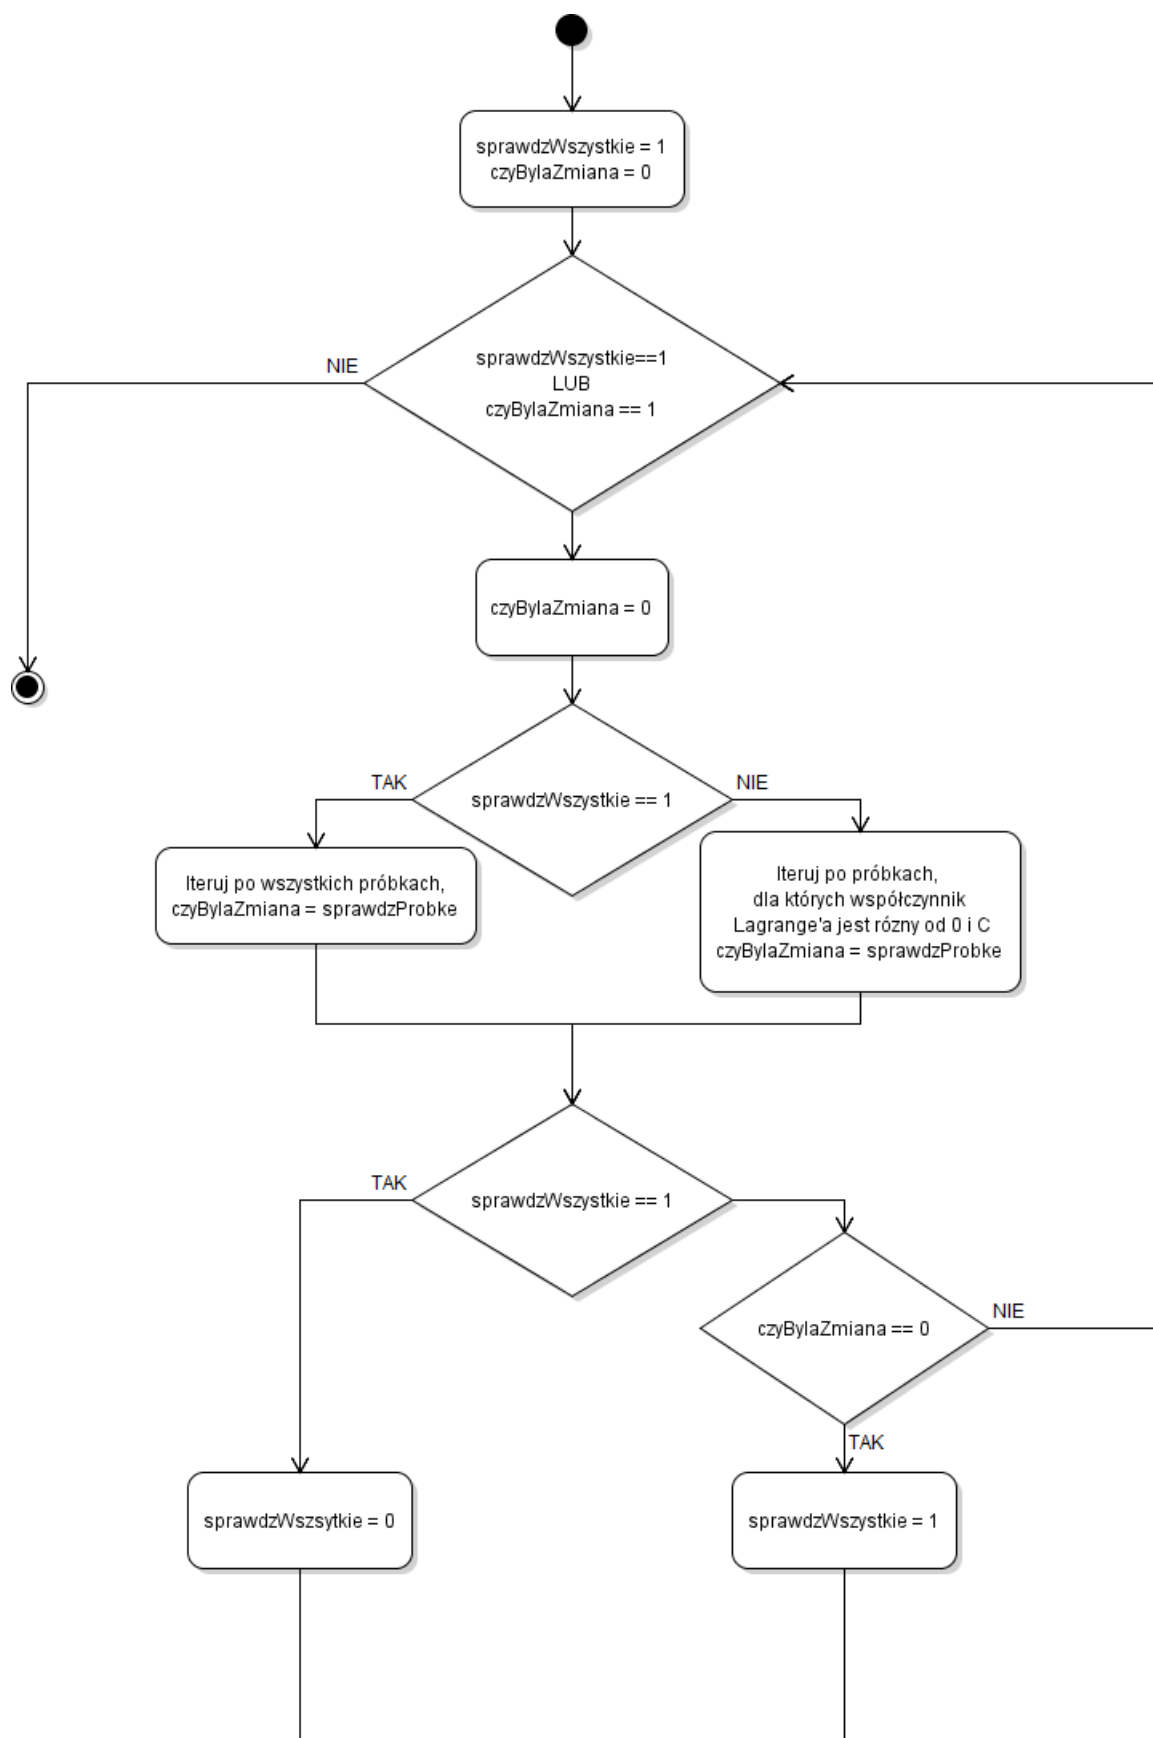 sprawdzWszystkie = 1
czyBylaZmiana = 0
NIE
sprawdzWszystkie==1
LUB
czyBylaZmiana == 1
czyBylaZmiana = 0
TAK
sprawdzWszystkie == 1
NIE
Iteruj po wszystkich próbkach,
czyBylaZmiana = sprawdzProbke
Iteruj po próbkach,
dla których współczynnik
Lagrange'a jest rózny od 0 i C
czyBylaZmiana = sprawdzProbke
TAK
sprawdzWszystkie == 1
czyBylaZmiana == 0
NIE
TAK
sprawdzWszsytkie = 0
sprawdzWszystkie = 1